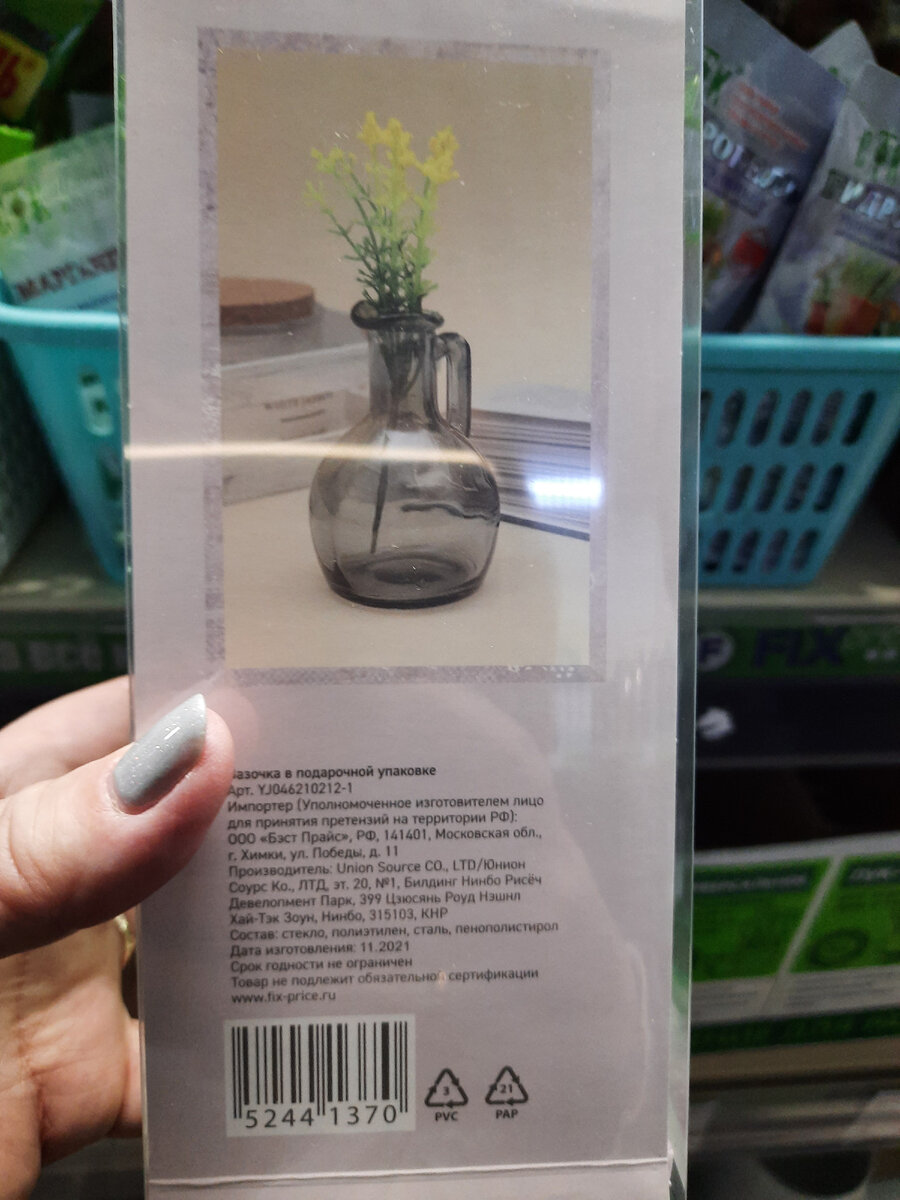 МАРГАНЦ
FIX
азочка в подарочной упаковке
Арт. YJ046210212-1
Импортер (Уполномоченное изготовителем лицо
для принятия претензий на территории РФ):
ООО «Бэст Прайс», РФ, 141401, Московская обл.,
г. Химки, ул. Победы, д. 11
Производитель: Union Source CO., LTD/Юнион
Соурс Ко., ЛТД, эт. 20, №1, Билдинг Нинбо Рисёч
Девелопмент Парк, 399 Цзюсянь Роуд Нэшнл
Хай-Тэк Зоун, Нинбо, 315103, КНР
Состав: стекло, полиэтилен, сталь, пенополистирол
Дата изготовления: 11.2021
Срок годности не ограничен
Товар не подлежит обязательной сертификации
www.fix-price.ru
5244 1370
3 21
PVC PAP